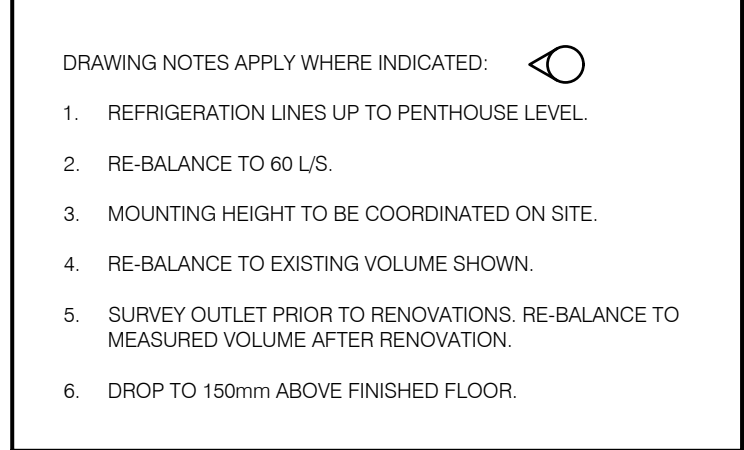 DRAWING NOTES APPLY WHERE INDICATED:
1. REFRIGERATION LINES UP TO PENTHOUSE LEVEL.
2. RE-BALANCE TO 60 L/S.
3. MOUNTING HEIGHT TO BE COORDINATED ON SITE.
4. RE-BALANCE TO EXISTING VOLUME SHOWN.
5. SURVEY OUTLET PRIOR TO RENOVATIONS. RE-BALANCE TO
MEASURED VOLUME AFTER RENOVATION.
6. DROP TO 150mm ABOVE FINISHED FLOOR.